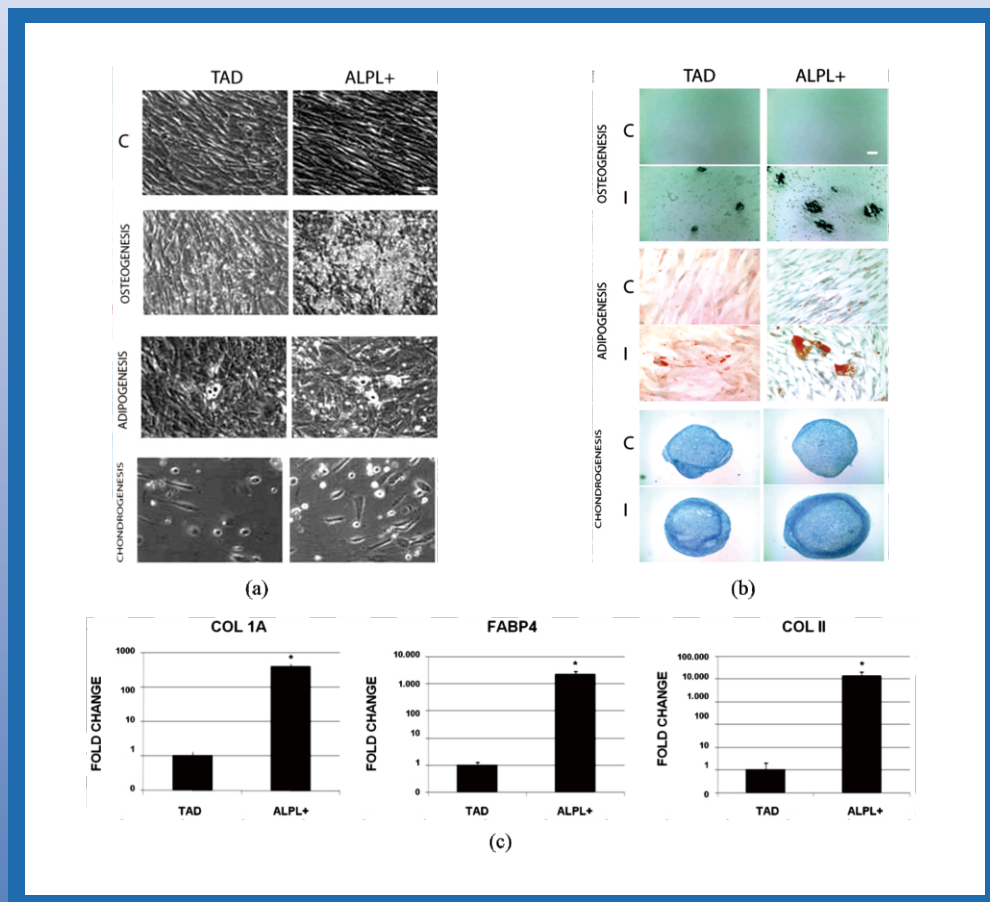 TAD ALPL+
C
OSTEOGENESIS
ADIPOGENESIS
CHONDROGENESIS
(a)
TAD ALPL+
OSTEOGENESIS
C
I
ADIPOGENESIS
C
I
CHONDROGENESIS
C
I
(b)
COL 1A
FOLD CHANGE
1000
100
10
1
0
TAD ALPL+
*
FABP4
FOLD CHANGE
10.000
1.000
100
10
1
0
TAD ALPL+
*
COL II
FOLD CHANGE
100.000
10.000
1.000
100
10
1
0
TAD ALPL+
*
(c)